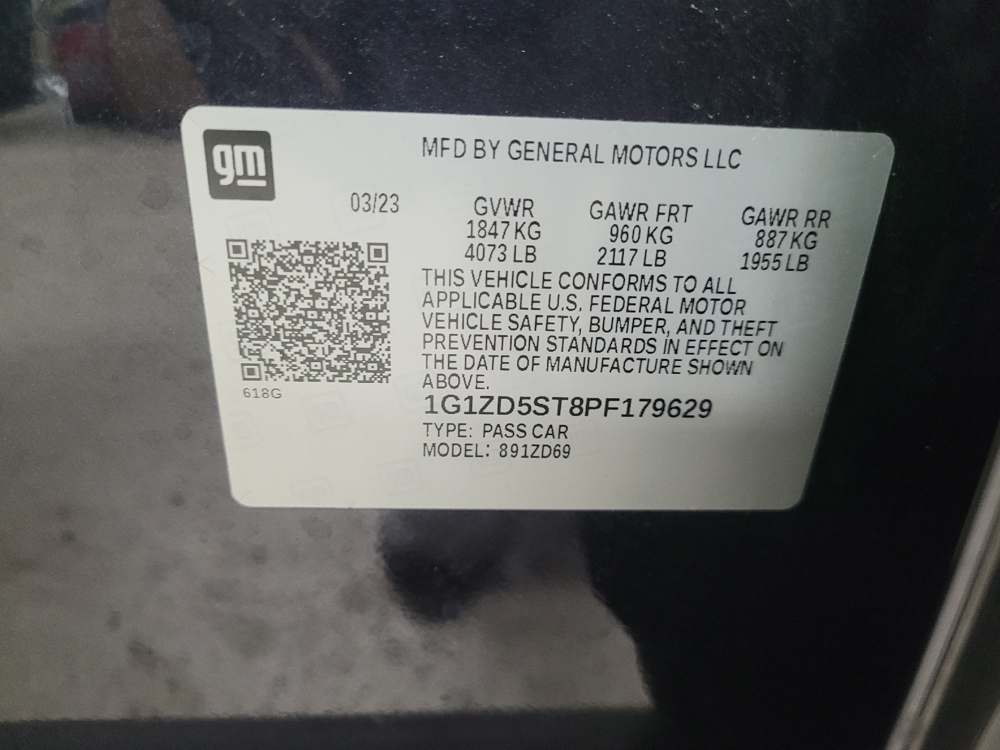 gm
MFD BY GENERAL MOTORS LLC
03/23 GVWR GAWR FRT GAWR RR
1847 KG 960 KG 887 KG
4073 LB 2117 LB 1955 LB
THIS VEHICLE CONFORMS TO ALL
APPLICABLE U.S. FEDERAL MOTOR
VEHICLE SAFETY, BUMPER, AND THEFT
PREVENTION STANDARDS IN EFFECT ON
THE DATE OF MANUFACTURE SHOWN
ABOVE.
618G
1G1ZD5ST8PF179629
TYPE: PASS CAR
MODEL: 891ZD69